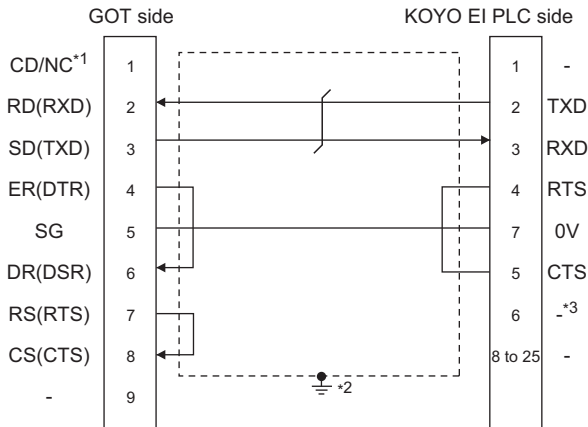 GOT side KOYO EI PLC side
CD/NC*1 1 1 -
RD(RXD) 2 2 TXD
SD(TXD) 3 3 RXD
ER(DTR) 4 4 RTS
SG 5 7 0V
DR(DSR) 6 5 CTS
RS(RTS) 7 6 -*3
CS(CTS) 8 8 to 25 -
*2
- 9